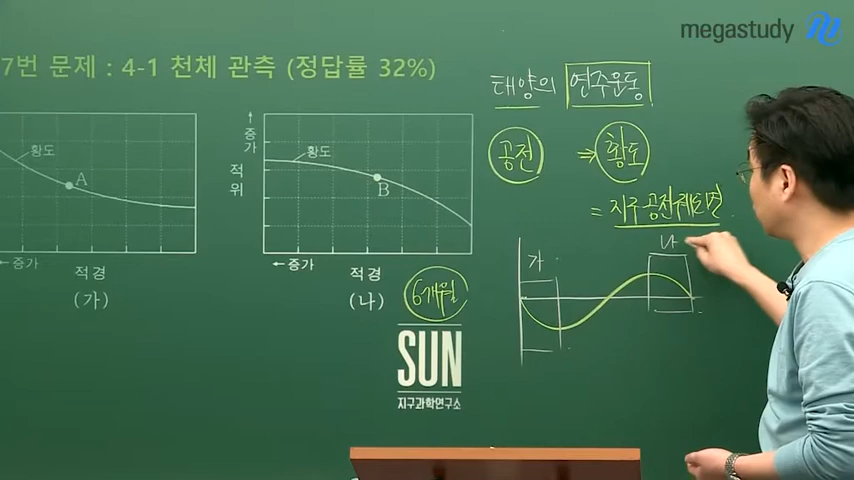 megastudy
7번 문제 : 4-1 천체 관측 (정답률 32%)
황도
A
←증가
적경
(가)
↑증가
적위
황도
B
←증가
적경
(나)
6개월
SUN
지구과학연구소
태양의 연주운동
공전 ⇒ 황도
= 지구공전궤도면
가
나